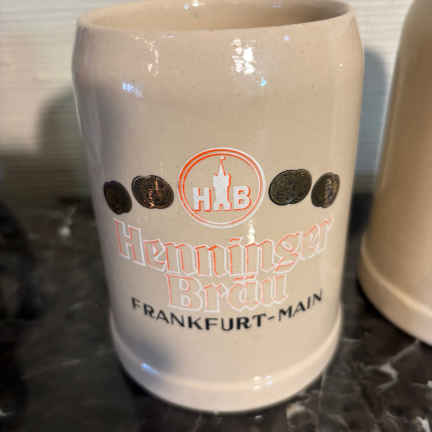 HB
Henninger
Bräu
FRANKFURT-MAIN